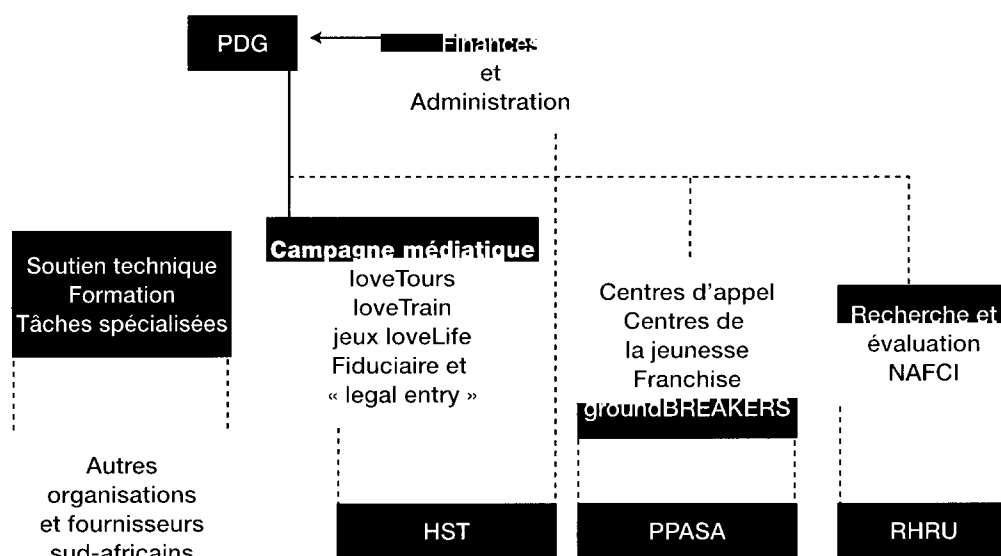 PDG
Finances
et
Administration
Soutien technique
Formation
Tâches spécialisées
Campagne médiatique
loveTours
loveTrain
jeux loveLife
Fiduciaire et
« legal entry »
Centres d'appel
Centres de
la jeunesse
Franchise
groundBREAKERS
Recherche et
évaluation
NAFCI
Autres
organisations
et fournisseurs
sud-africains
HST
PPASA
RHRU